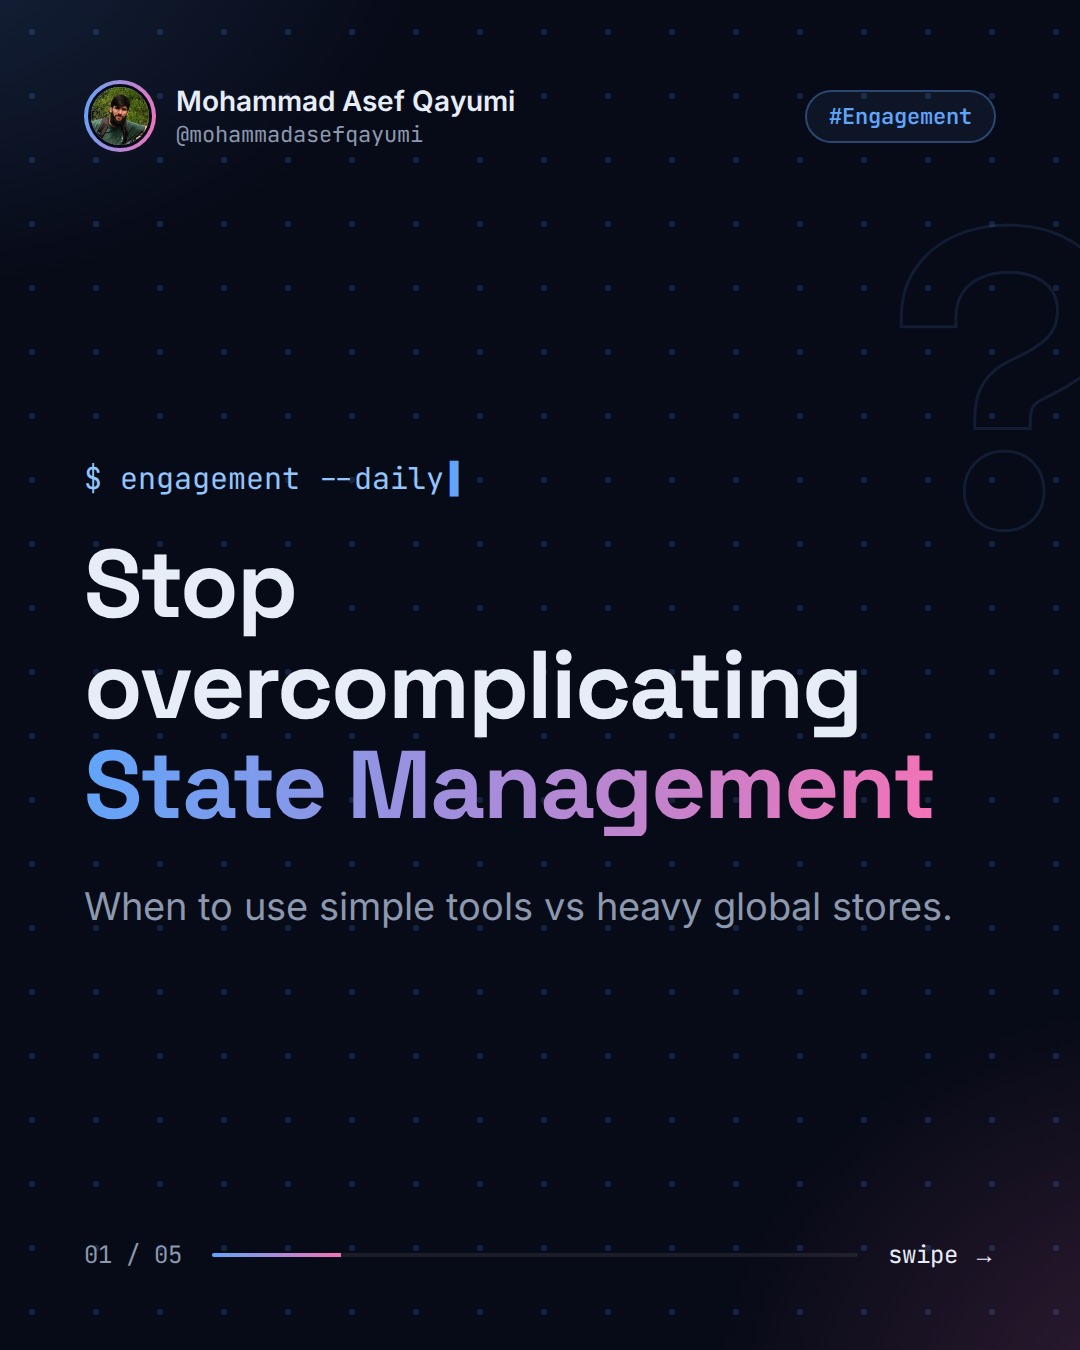 Mohammad Asef Qayumi
@mohammadasefqayumi
#Engagement
?
$ engagement --daily
Stop
overcomplicating
State Management
When to use simple tools vs heavy global stores.
01 / 05
swipe →